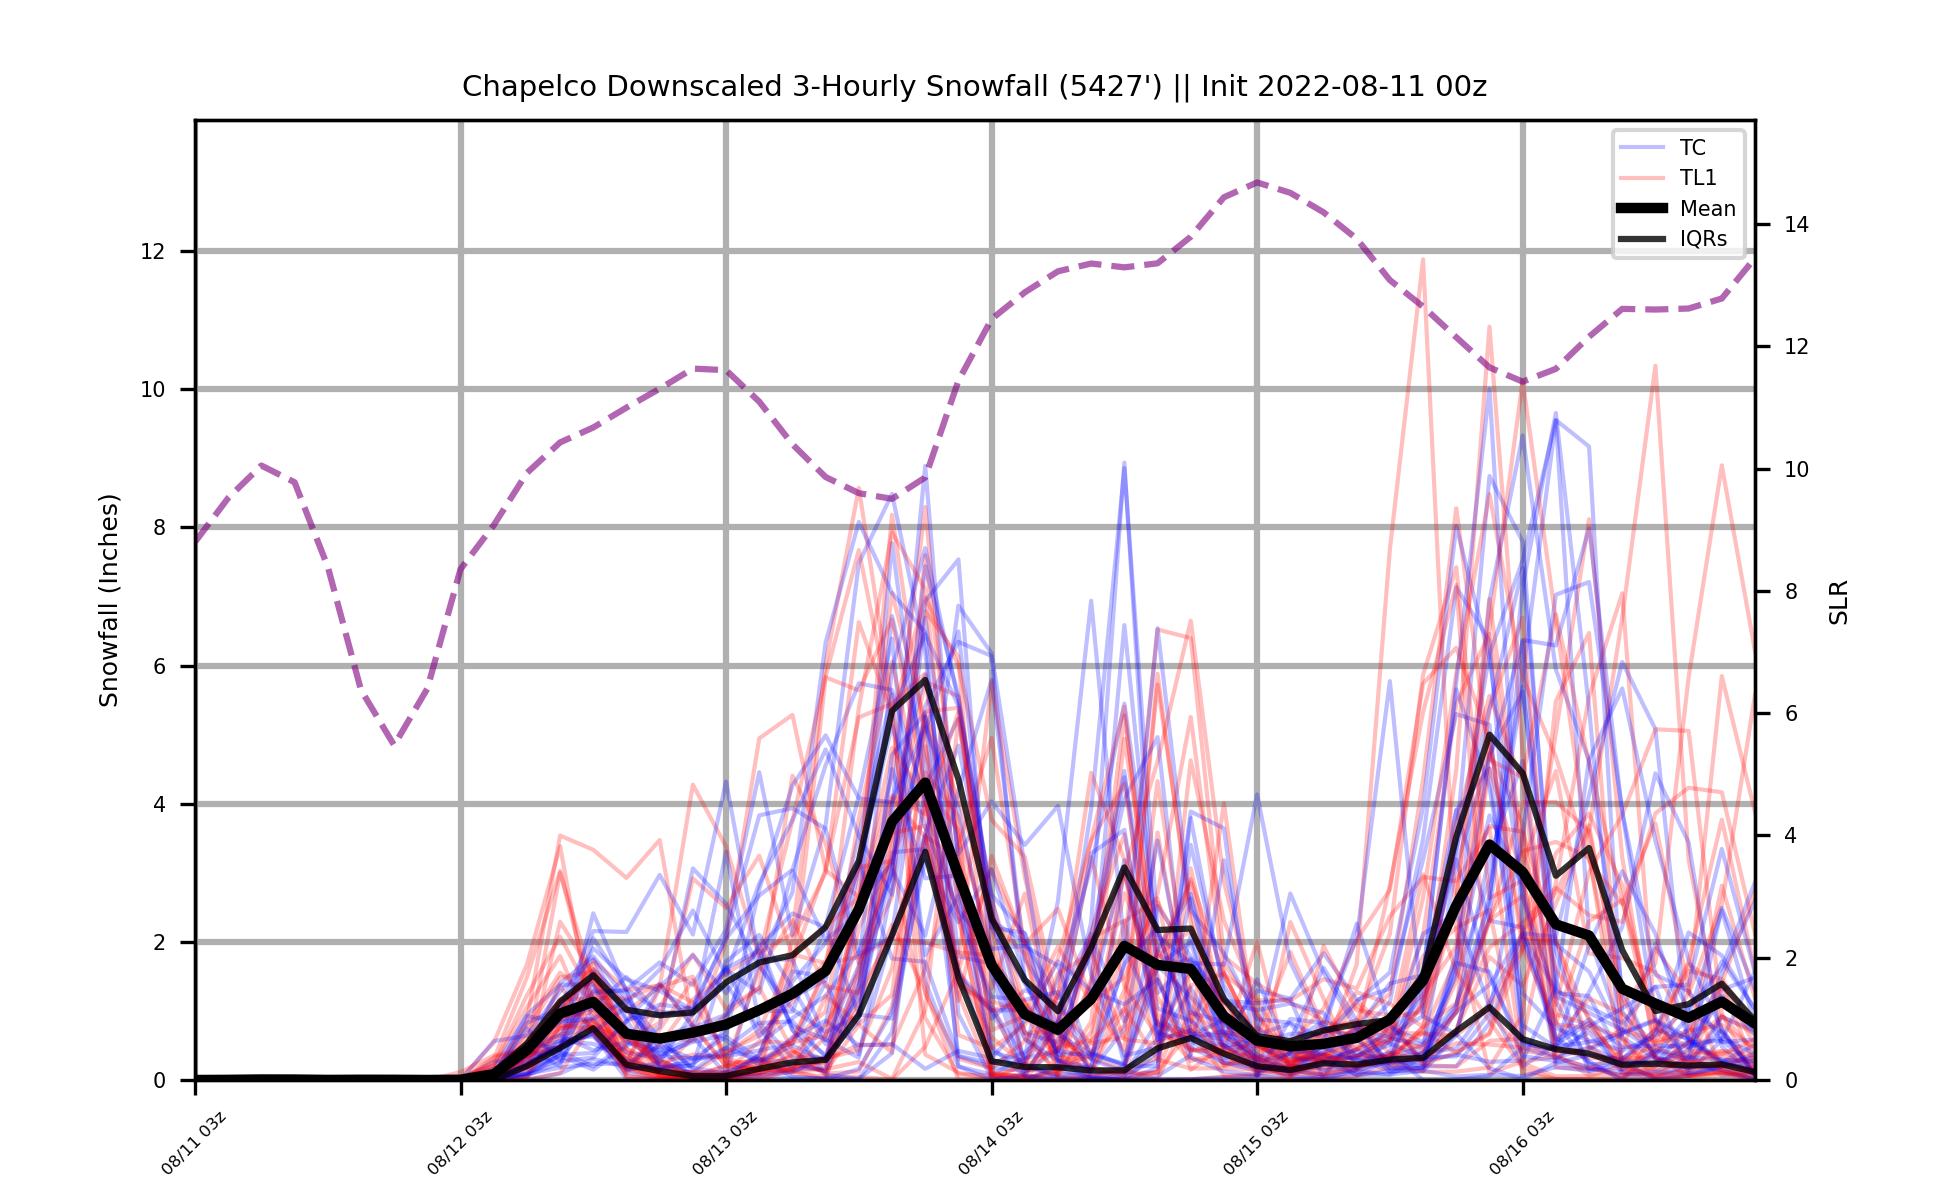 Chapelco Downscaled 3-Hourly Snowfall (5427') || Init 2022-08-11 00z
TC
TL1
Mean
IQRs
Snowfall (Inches)
12
10
8
6
4
2
0
14
12
10
8
6
4
2
0
SLR
08/11 03z
08/12 03z
08/13 03z
08/14 03z
08/15 03z
08/16 03z